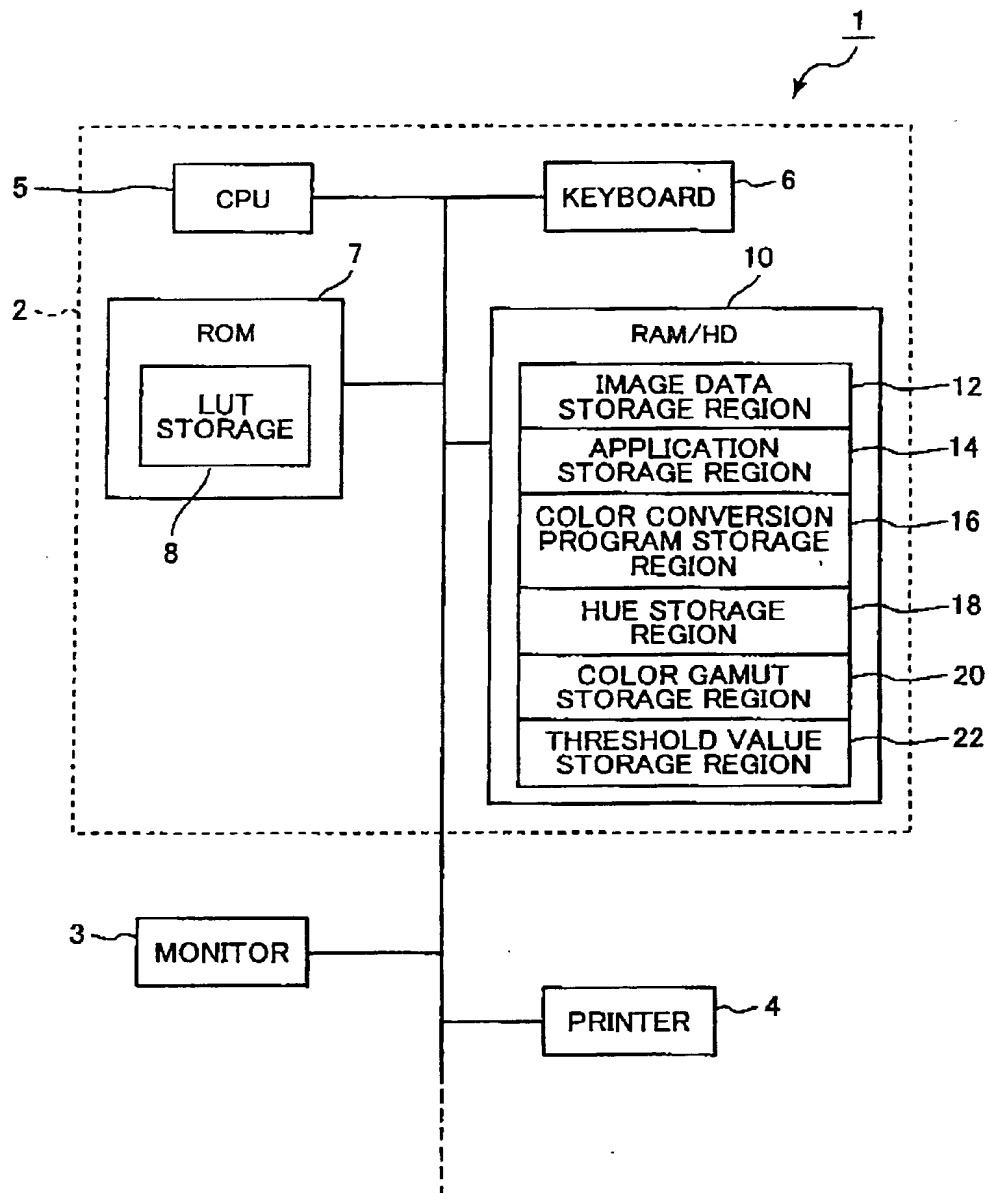 1
5
CPU
KEYBOARD
6
2
7
ROM
LUT
STORAGE
8
10
RAM/HD
IMAGE DATA
STORAGE REGION
12
APPLICATION
STORAGE REGION
14
COLOR CONVERSION
PROGRAM STORAGE
REGION
16
HUE STORAGE
REGION
18
COLOR GAMUT
STORAGE REGION
20
THRESHOLD VALUE
STORAGE REGION
22
3
MONITOR
PRINTER
4